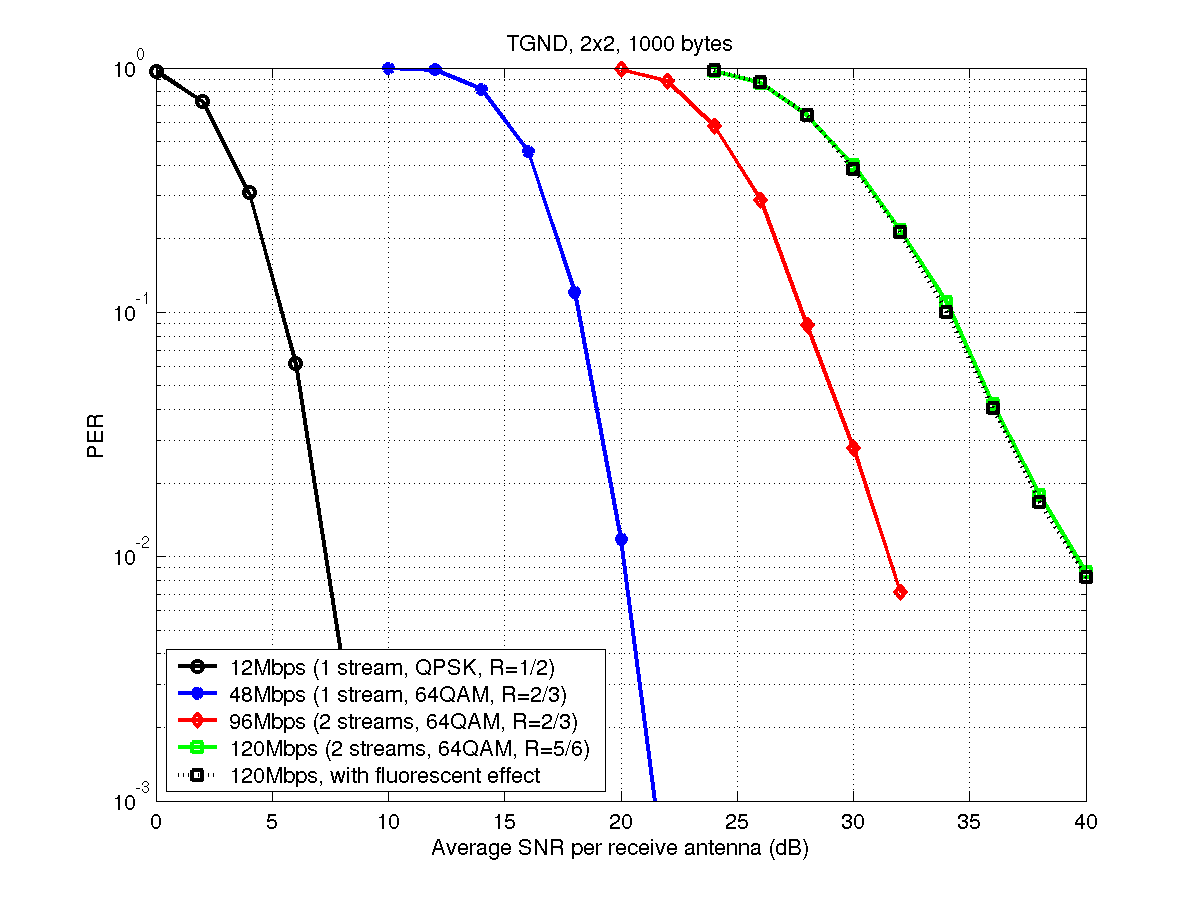 TGND, 2x2, 1000 bytes
10^0
10^-1
10^-2
10^-3
PER
12Mbps (1 stream, QPSK, R=1/2)
48Mbps (1 stream, 64QAM, R=2/3)
96Mbps (2 streams, 64QAM, R=2/3)
120Mbps (2 streams, 64QAM, R=5/6)
120Mbps, with fluorescent effect
0 5 10 15 20 25 30 35 40
Average SNR per receive antenna (dB)